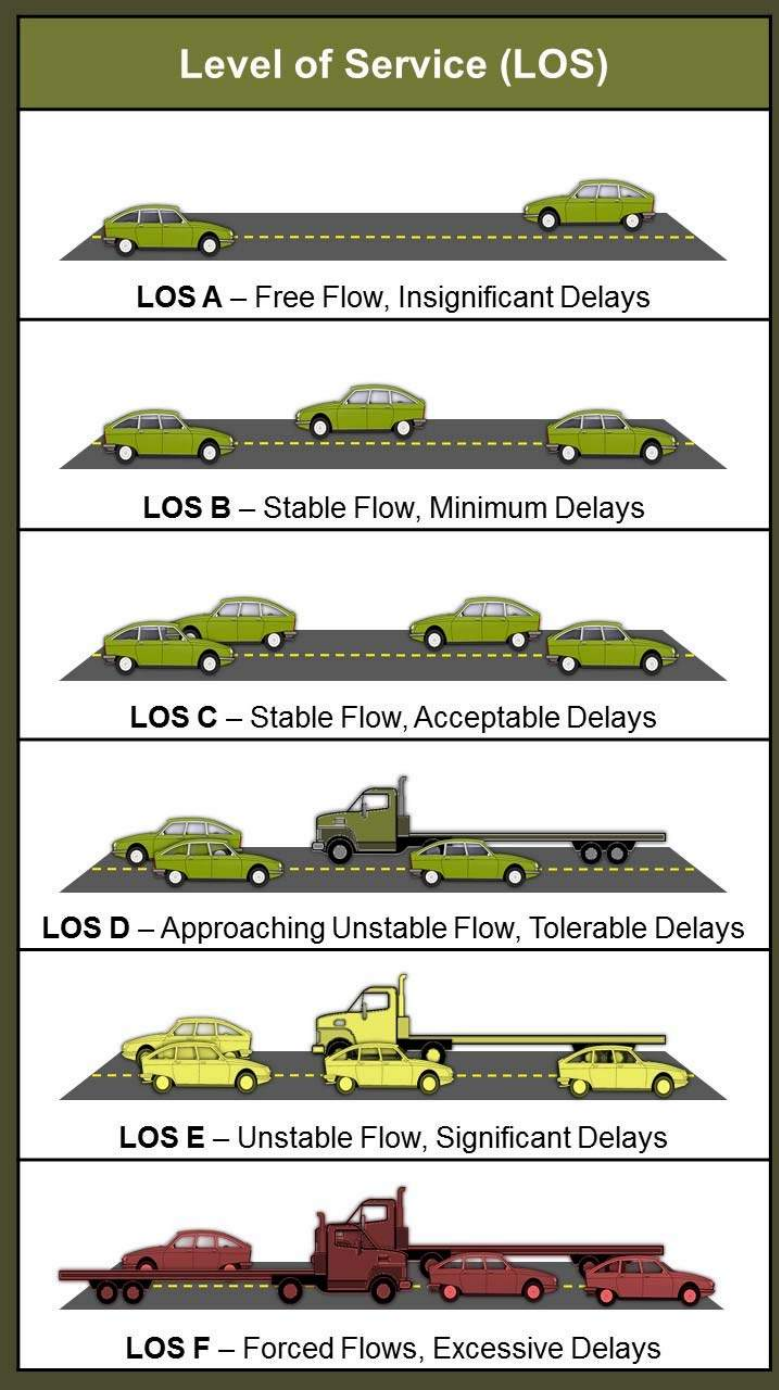 Level of Service (LOS)
LOS A – Free Flow, Insignificant Delays
LOS B – Stable Flow, Minimum Delays
LOS C – Stable Flow, Acceptable Delays
LOS D – Approaching Unstable Flow, Tolerable Delays
LOS E – Unstable Flow, Significant Delays
LOS F – Forced Flows, Excessive Delays